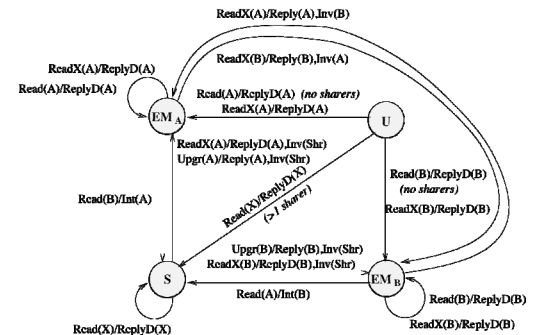 ReadX(A)/Reply(A),Inv(B)
ReadX(B)/Reply(B),Inv(A)
ReadX(A)/ReplyD(A)
Read(A)/ReplyD(A)
EM A
Read(A)/ReplyD(A) (no sharers)
ReadX(A)/ReplyD(A)
U
ReadX(A)/ReplyD(A),Inv(Shr)
Upgr(A)/Reply(A),Inv(Shr)
Read(B)/ReplyD(B)
(no sharers)
ReadX(B)/ReplyD(B)
Read(B)/Int(A)
Read(X)/ReplyD(X)
(>1 sharer)
Upgr(B)/Reply(B),Inv(Shr)
ReadX(B)/ReplyD(B),Inv(Shr)
S
EM B
Read(A)/Int(B)
Read(B)/ReplyD(B)
ReadX(B)/ReplyD(B)
Read(X)/ReplyD(X)